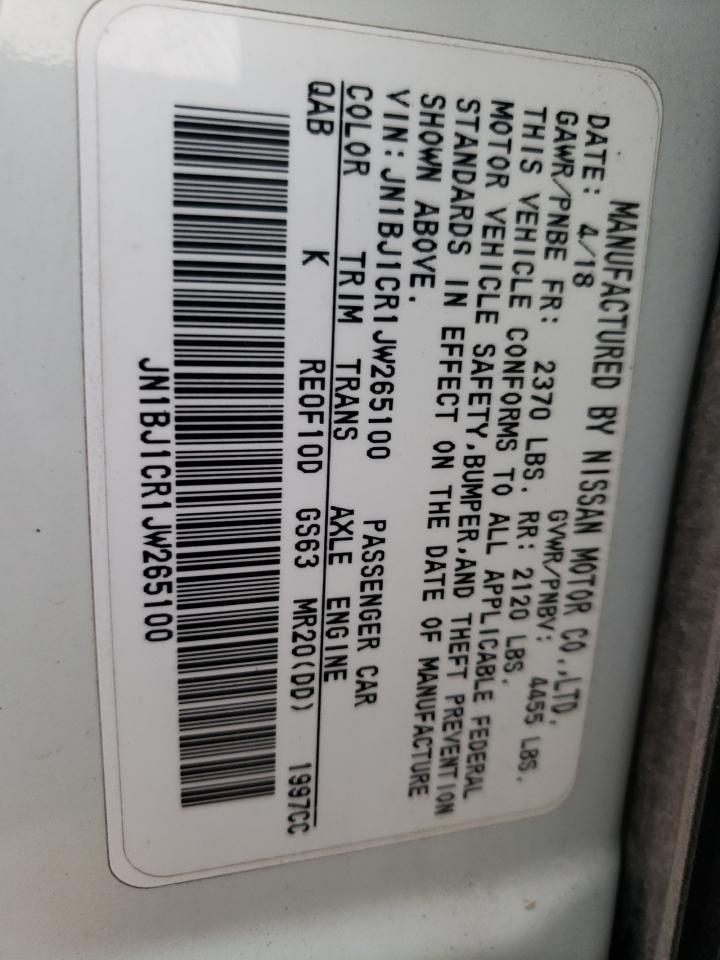 MANUFACTURED BY NISSAN MOTOR CO.,LTD.
DATE: 4/18 GVWR/PNBV: 4455 LBS.
GAWR/PNBE FR: 2370 LBS. RR: 2120 LBS.
THIS VEHICLE CONFORMS TO ALL APPLICABLE FEDERAL
MOTOR VEHICLE SAFETY,BUMPER,AND THEFT PREVENTION
STANDARDS IN EFFECT ON THE DATE OF MANUFACTURE
SHOWN ABOVE.
VIN:JN1BJ1CR1JW265100 PASSENGER CAR
COLOR TRIM TRANS AXLE ENGINE
QAB K RE0F10D GS63 MR20(DD) 1997CC
JN1BJ1CR1JW265100